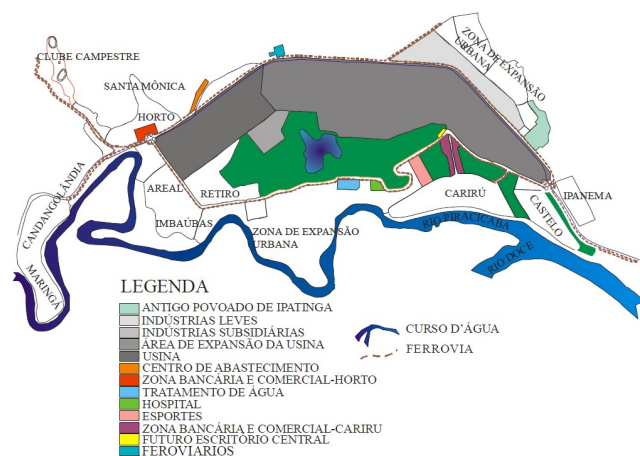 CLUBE CAMPESTRE
SANTA MÔNICA
HORTO
ZONA DE EXPANSÃO
URBANA
CANDANGOLÂNDIA
MARINGÁ
AREAL
RETIRO
IMBAÚBAS
ZONA DE EXPANSÃO
URBANA
CARIRÚ
IPANEMA
CASTELO
RIO PIRACICABA
RIO DOCE
LEGENDA
ANTIGO POVOADO DE IPATINGA
INDÚSTRIAS LEVES
INDÚSTRIAS SUBSIDIÁRIAS
ÁREA DE EXPANSÃO DA USINA
USINA
CENTRO DE ABASTECIMENTO
ZONA BANCÁRIA E COMERCIAL-HORTO
TRATAMENTO DE ÁGUA
HOSPITAL
ESPORTES
ZONA BANCÁRIA E COMERCIAL-CARIRU
FUTURO ESCRITÓRIO CENTRAL
FEROVIARIOS
CURSO D'ÁGUA
FERROVIA